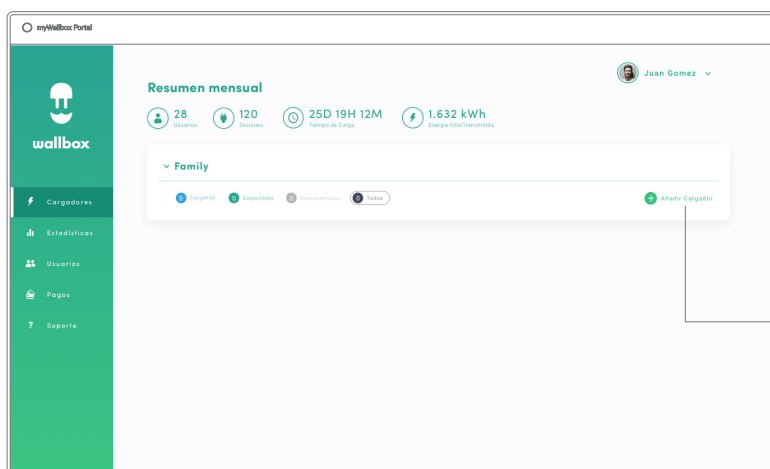 myWallbox Portal
Juan Gomez
Resumen mensual
28
Usuarios
120
Sesiones
25D 19H 12M
Tiempo de Carga
1.632 kWh
Energía total transmitida
wallbox
Family
0 Cargando
0 Disponibles
0 Desconectados
0 Todos
Añadir Cargador
Cargadores
Estadísticas
Usuarios
Pagos
? Soporte